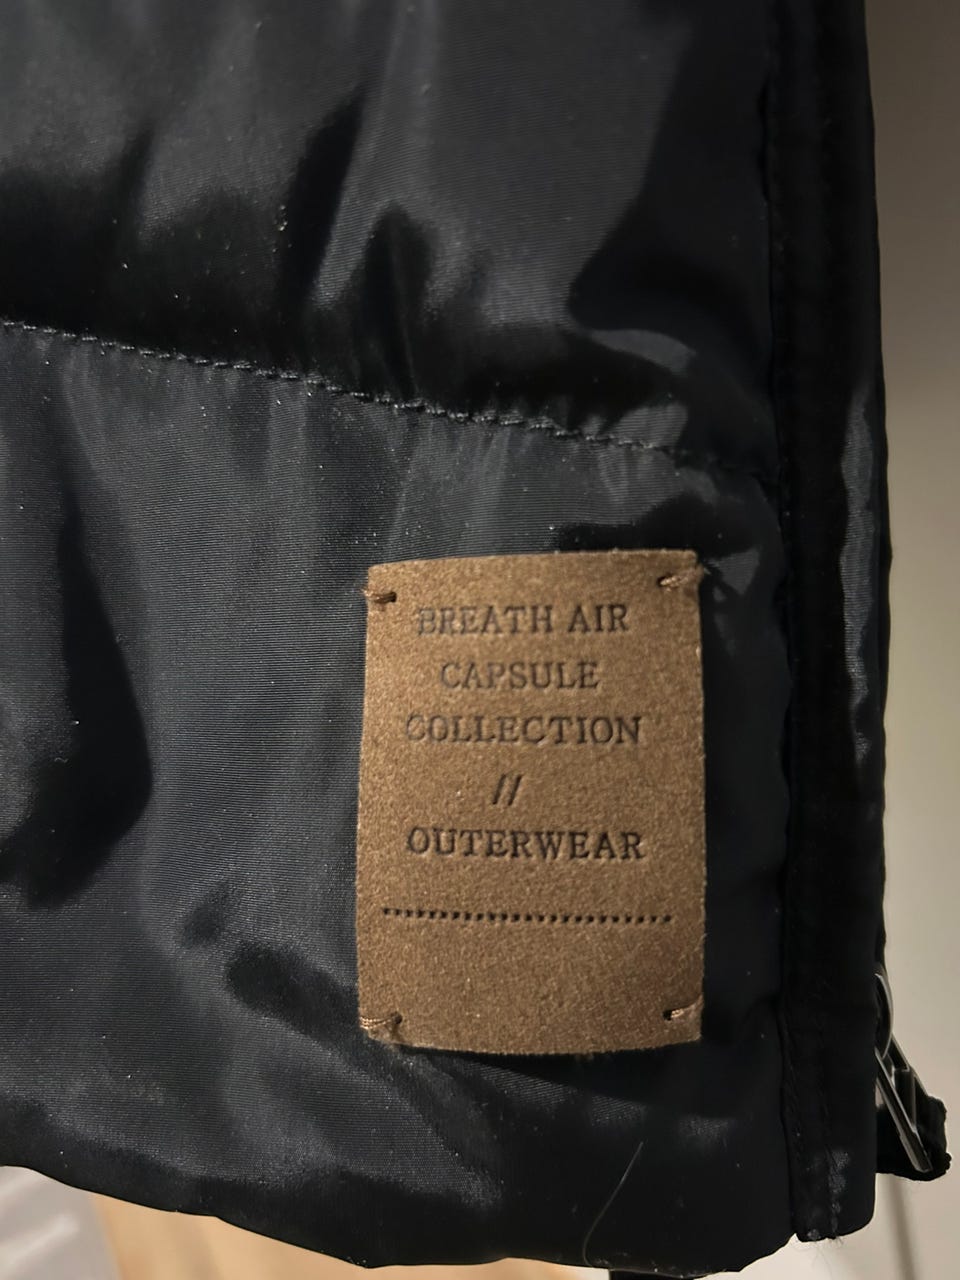 BREATH AIR
CAPSULE
COLLECTION
//
OUTERWEAR